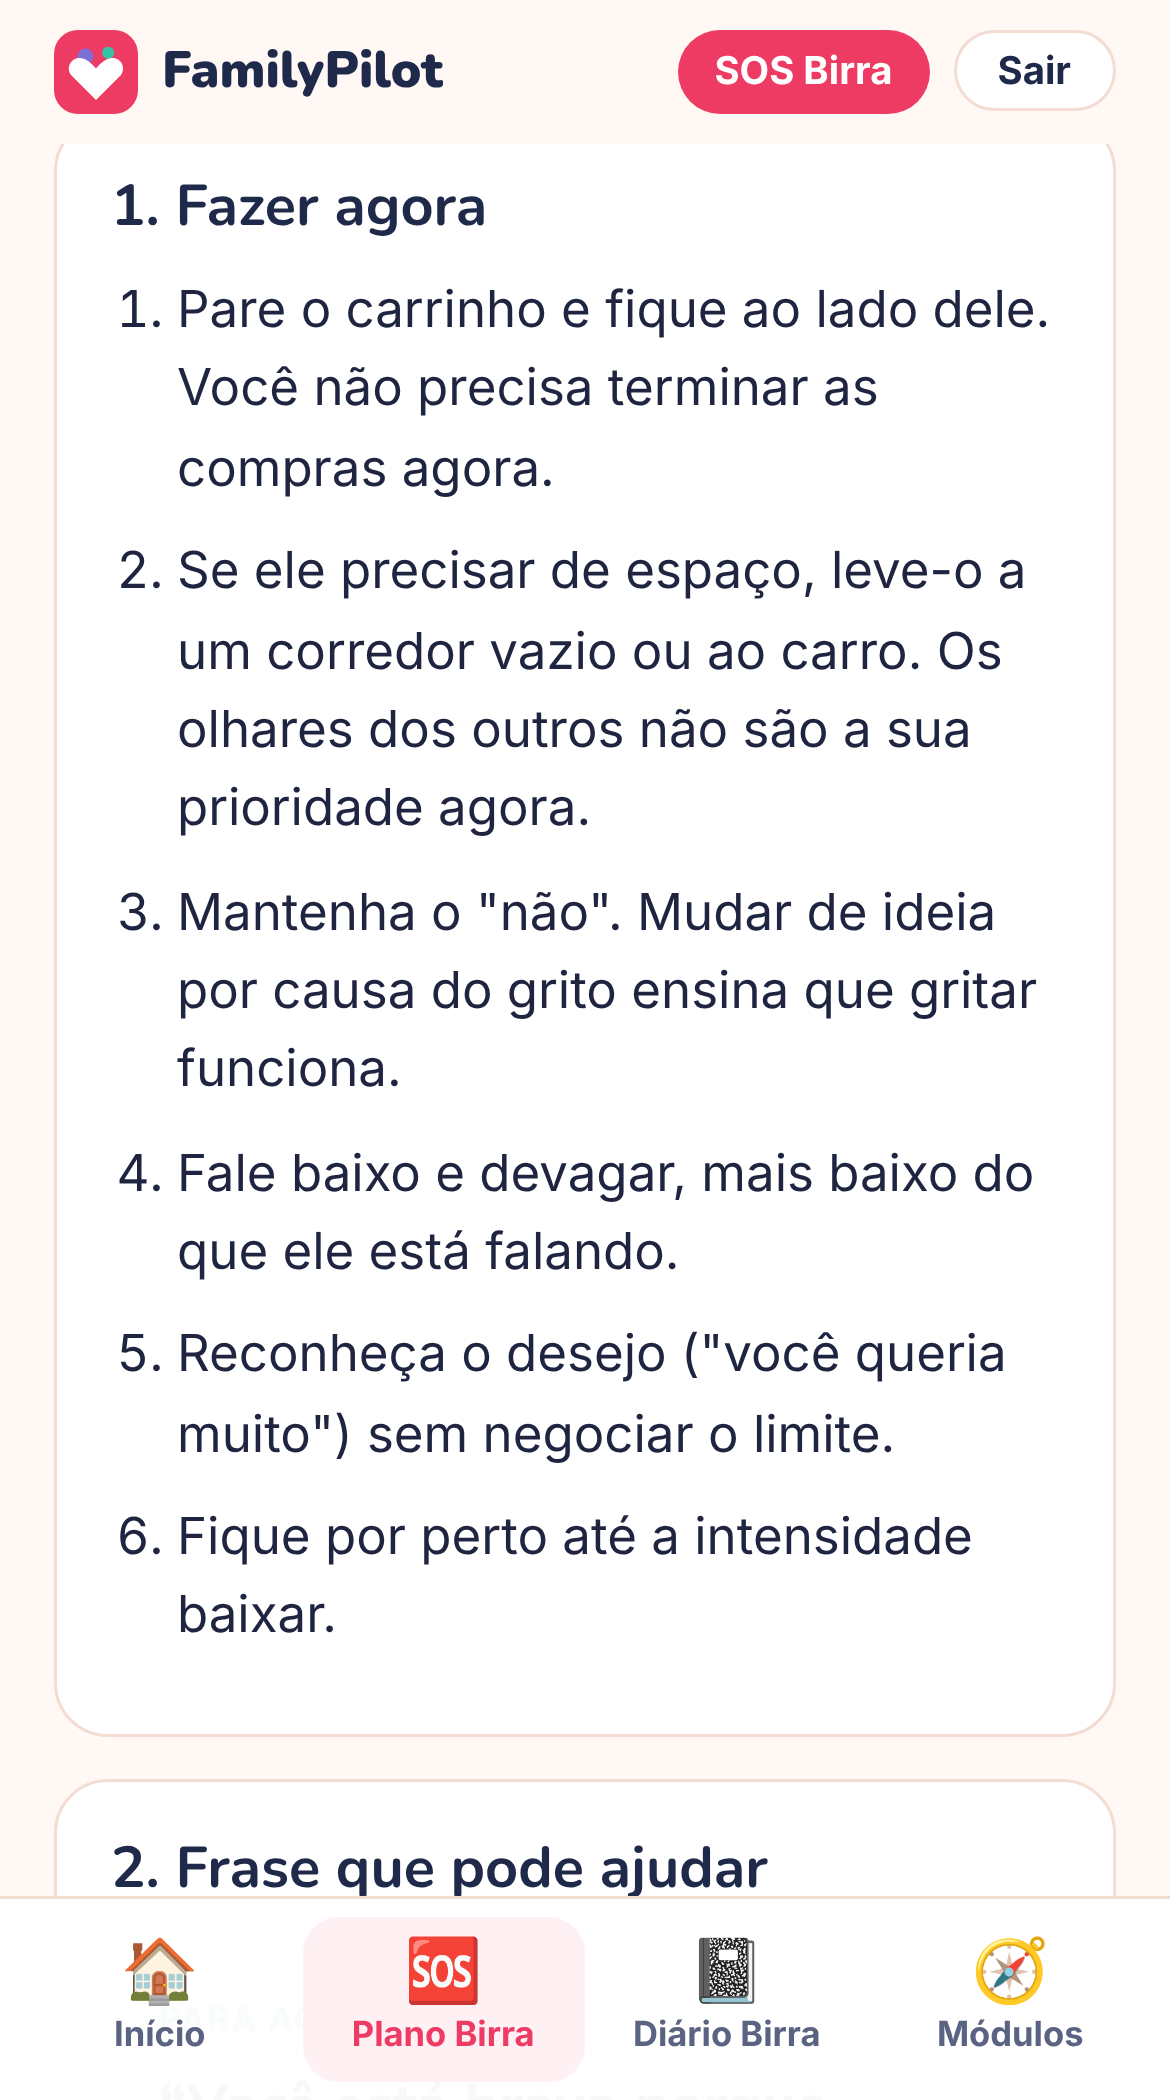 FamilyPilot
SOS Birra
Sair
1. Fazer agora
1. Pare o carrinho e fique ao lado dele.
Você não precisa terminar as
compras agora.
2. Se ele precisar de espaço, leve-o a
um corredor vazio ou ao carro. Os
olhares dos outros não são a sua
prioridade agora.
3. Mantenha o "não". Mudar de ideia
por causa do grito ensina que gritar
funciona.
4. Fale baixo e devagar, mais baixo do
que ele está falando.
5. Reconheça o desejo ("você queria
muito") sem negociar o limite.
6. Fique por perto até a intensidade
baixar.
2. Frase que pode ajudar
SOS
Início
Plano Birra
Diário Birra
Módulos